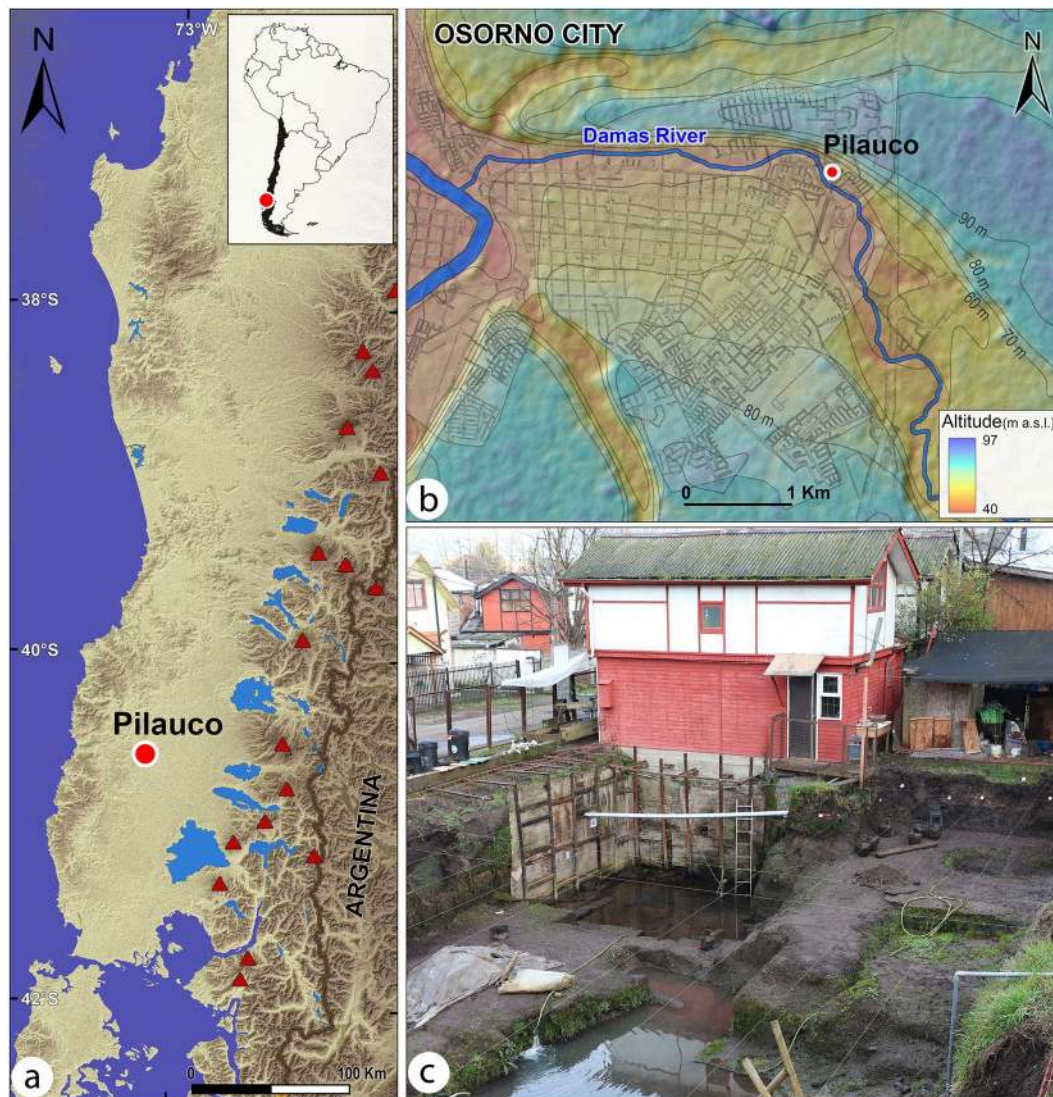 73°W
N
38°S
40°S
Pilauco
ARGENTINA
42°S
0
100 Km
a
OSORNO CITY
N
Damas River
Pilauco
90 m
80 m
60 m
70 m
80 m
0
1 Km
Altitude(m a.s.l.)
97
40
b
c